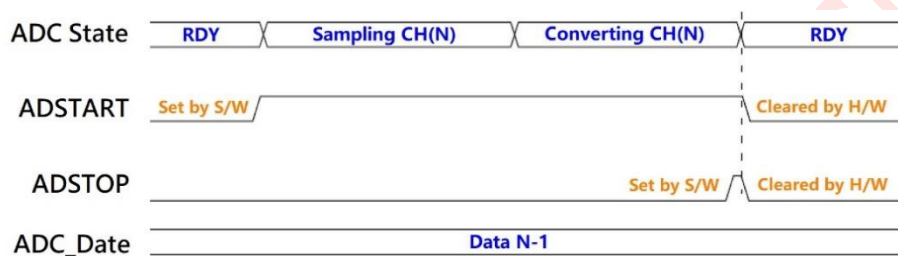 ADC State RDY Sampling CH(N) Converting CH(N) RDY
ADSTART Set by S/W Cleared by H/W
ADSTOP Set by S/W Cleared by H/W
ADC_Date Data N-1